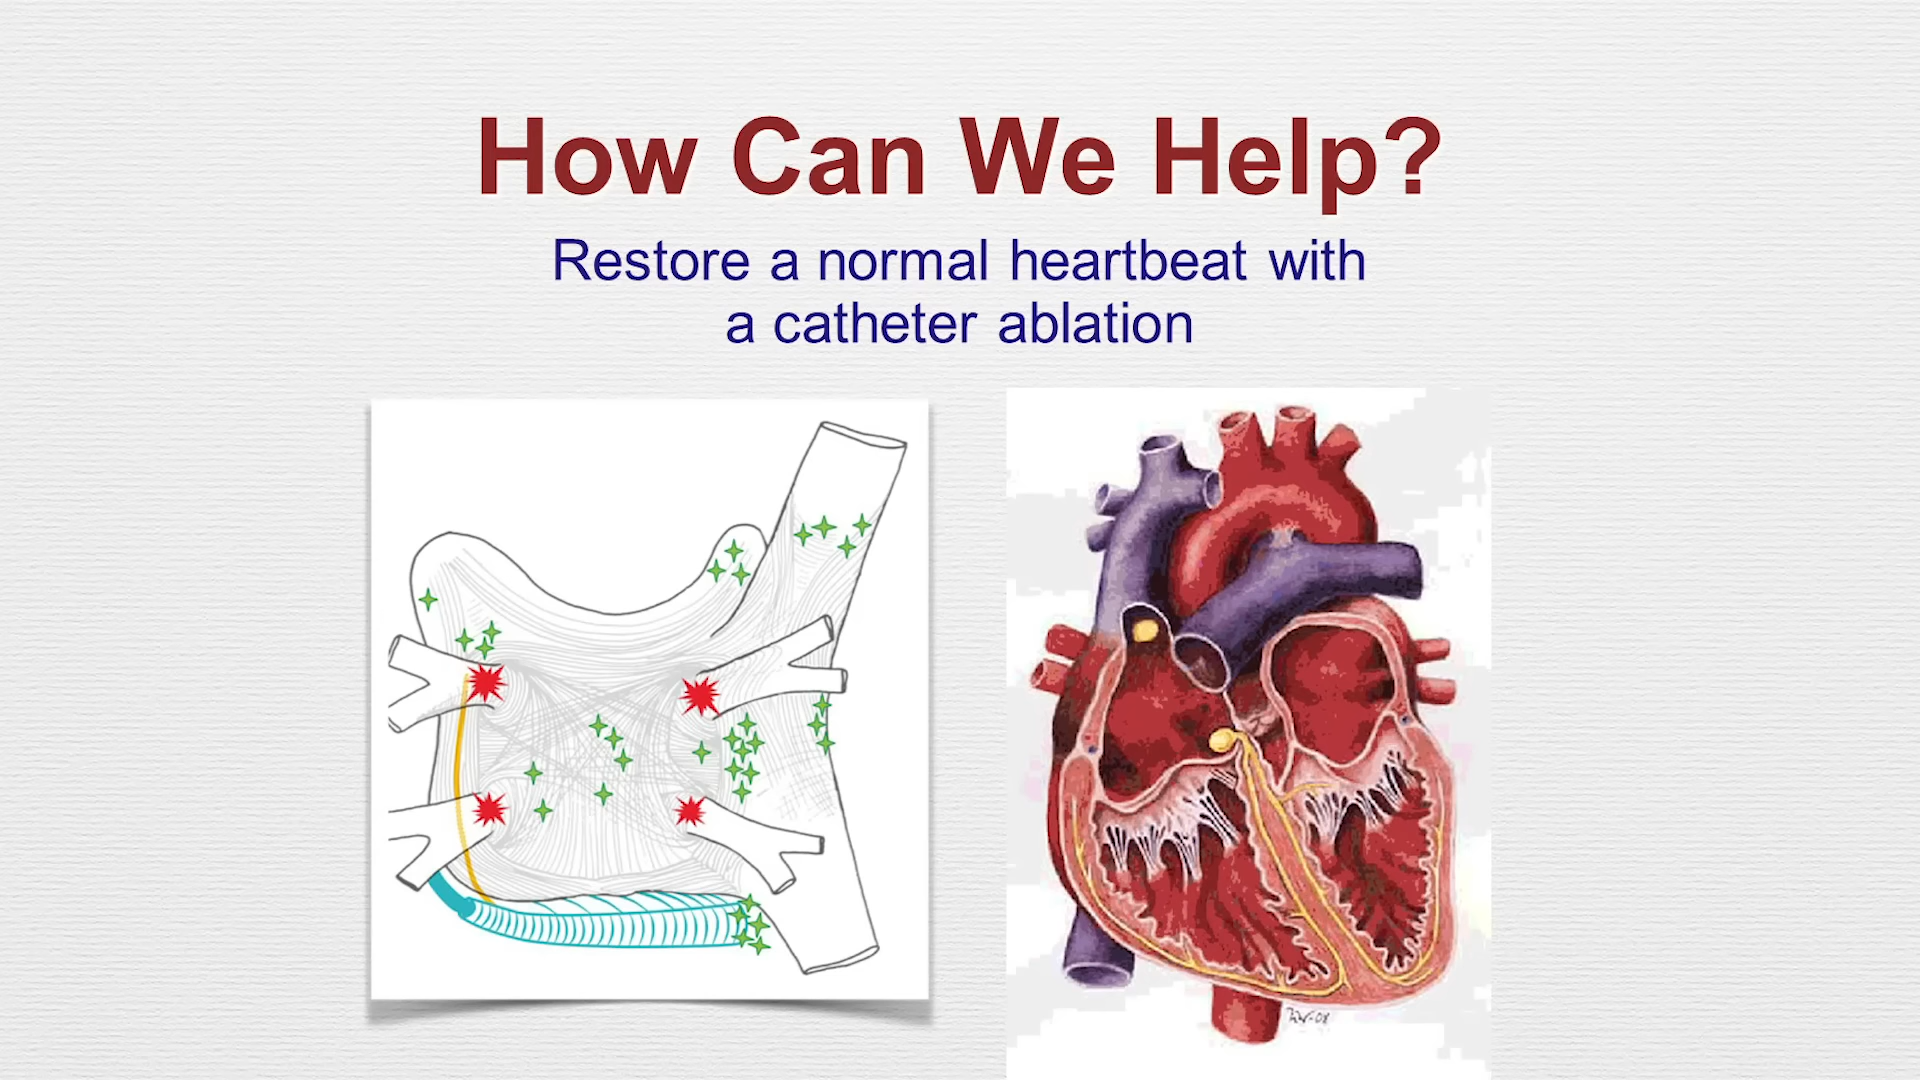 How Can We Help?
Restore a normal heartbeat with
a catheter ablation